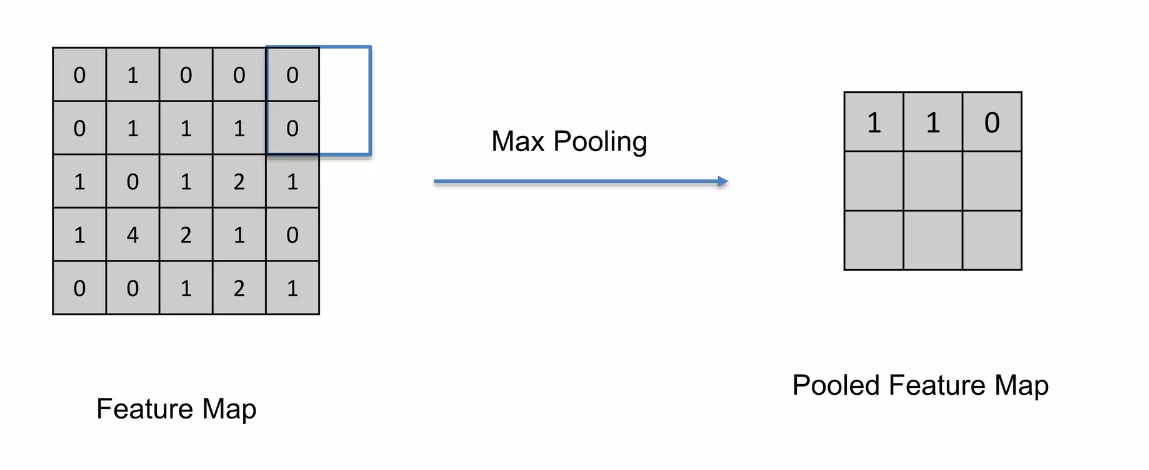 0 1 0 0 0
0 1 1 1 0
1 0 1 2 1
1 4 2 1 0
0 0 1 2 1
Feature Map
Max Pooling
1 1 0
Pooled Feature Map